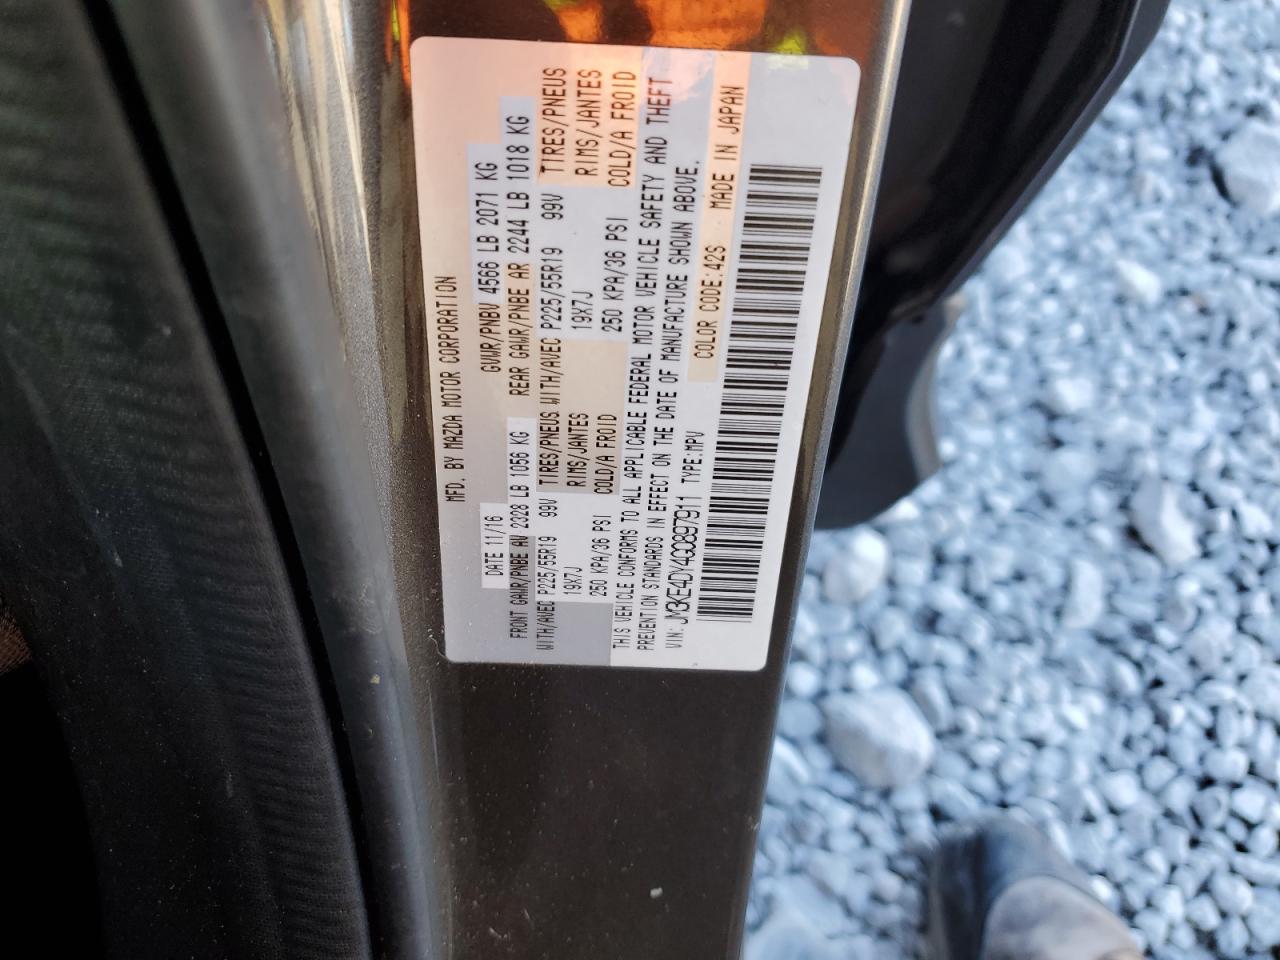 MFD. BY MAZDA MOTOR CORPORATION
DATE 11/16 GVWR/PNBV 4566 LB 2071 KG
FRONT GAWR/PNBE AV 2328 LB 1056 KG REAR GAWR/PNBE AR 2244 LB 1018 KG
WITH/AVEC P225/55R19 99V TIRES/PNEUS WITH/AVEC P225/55R19 99V TIRES/PNEUS
19X7J RIMS/JANTES 19X7J RIMS/JANTES
250 KPA/36 PSI COLD/A FROID 250 KPA/36 PSI COLD/A FROID
THIS VEHICLE CONFORMS TO ALL APPLICABLE FEDERAL MOTOR VEHICLE SAFETY AND THEFT
PREVENTION STANDARDS IN EFFECT ON THE DATE OF MANUFACTURE SHOWN ABOVE.
VIN: JM3KE4DY4G0897911 TYPE:MPV COLOR CODE:42S MADE IN JAPAN